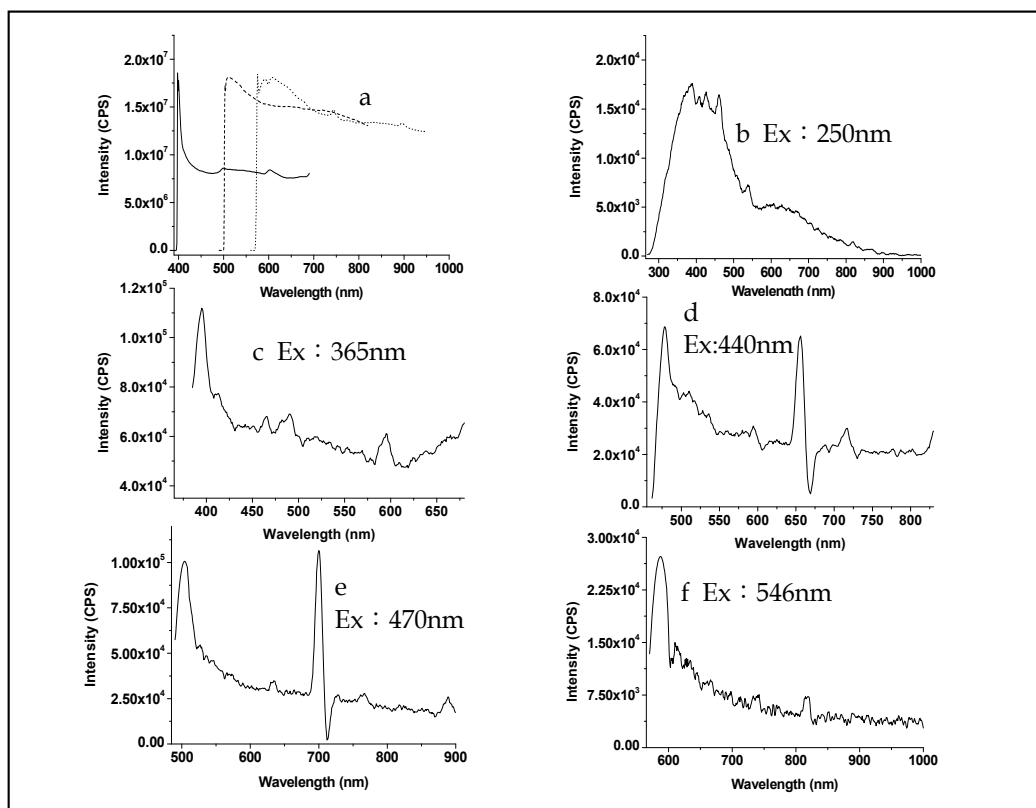 2.0x10⁷
1.5x10⁷
1.0x10⁷
5.0x10⁶
0.0
Intensity (CPS)
a
400 500 600 700 800 900 1000
Wavelength (nm)
2.0x10⁴
1.5x10⁴
1.0x10⁴
5.0x10³
0.0
Intensity (CPS)
b Ex：250nm
300 400 500 600 700 800 900 1000
Wavelength (nm)
1.2x10⁵
1.0x10⁵
8.0x10⁴
6.0x10⁴
4.0x10⁴
Intensity (CPS)
c Ex：365nm
400 450 500 550 600 650
Wavelength (nm)
8.0x10⁴
6.0x10⁴
4.0x10⁴
2.0x10⁴
0.0
Intensity (CPS)
d
Ex:440nm
500 550 600 650 700 750 800
Wavelength (nm)
1.00x10⁵
7.50x10⁴
5.00x10⁴
2.50x10⁴
0.00
Intensity (CPS)
e
Ex：470nm
500 600 700 800 900
Wavelength (nm)
3.00x10⁴
2.25x10⁴
1.50x10⁴
7.50x10³
0.00
Intensity (CPS)
f Ex：546nm
600 700 800 900 1000
Wavelength (nm)